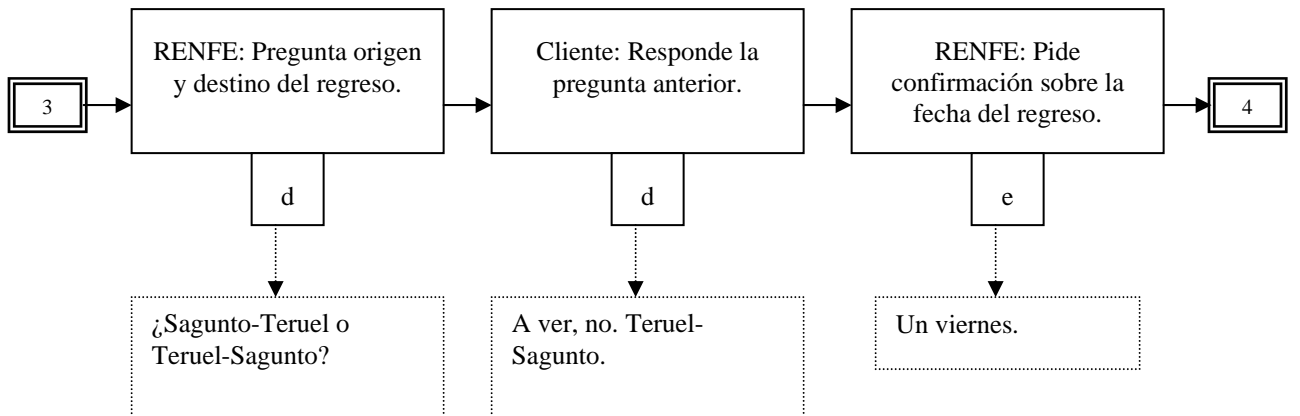 RENFE: Pregunta origen
y destino del regreso.
Cliente: Responde la
pregunta anterior.
RENFE: Pide
confirmación sobre la
fecha del regreso.
3
4
d
d
e
¿Sagunto-Teruel o
Teruel-Sagunto?
A ver, no. Teruel-
Sagunto.
Un viernes.